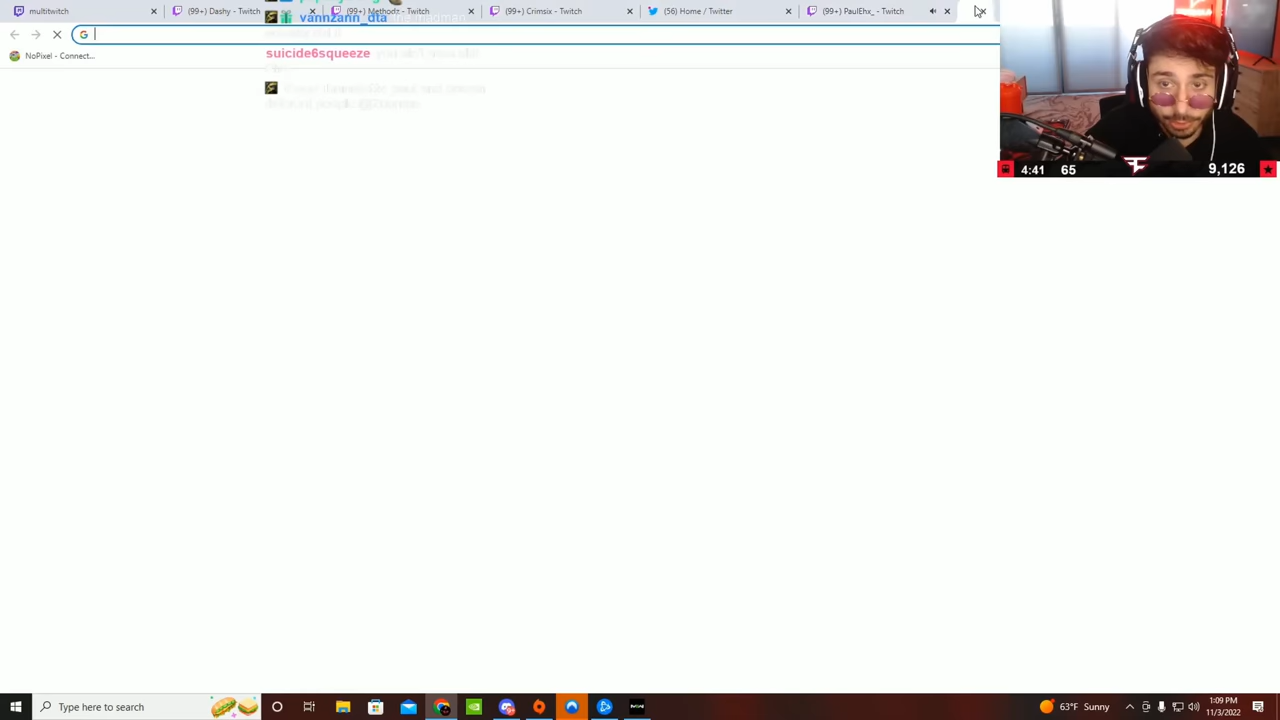 multitwitch
(99+) Dashy - Twitch
(99+) Methodz - Twitch
(99+) Crimsix - Twitch
(56) Home / Twitter
(99+) PaulEhx_ - Twitch
vannzann_dta
NoPixel - Connect...
suicide6squeeze
4:41 65 9,126
Type here to search
63°F Sunny
1:09 PM
11/3/2022